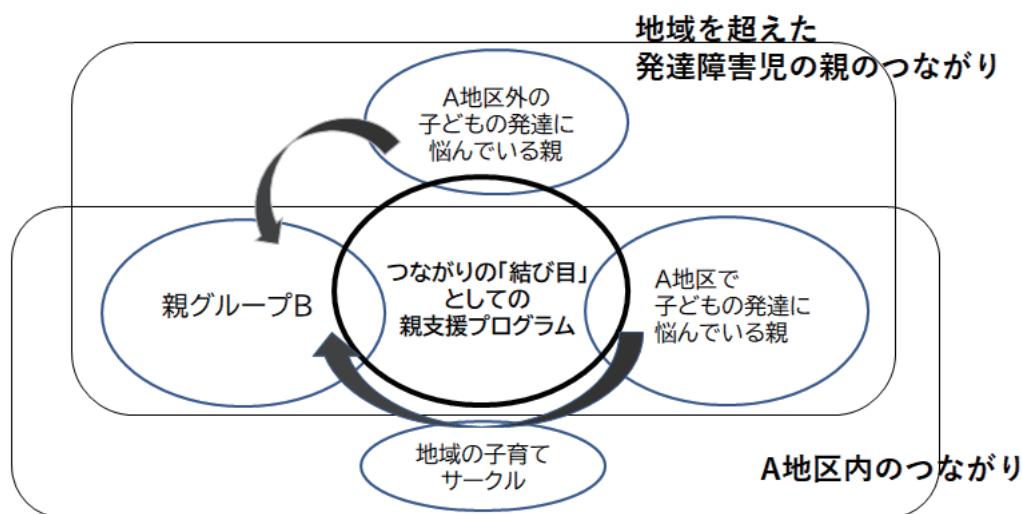 地域を超えた
発達障害児の親のつながり
A地区外の
子どもの発達に
悩んでいる親
親グループB
つながりの「結び目」
としての
親支援プログラム
A地区で
子どもの発達に
悩んでいる親
地域の子育て
サークル
A地区内のつながり